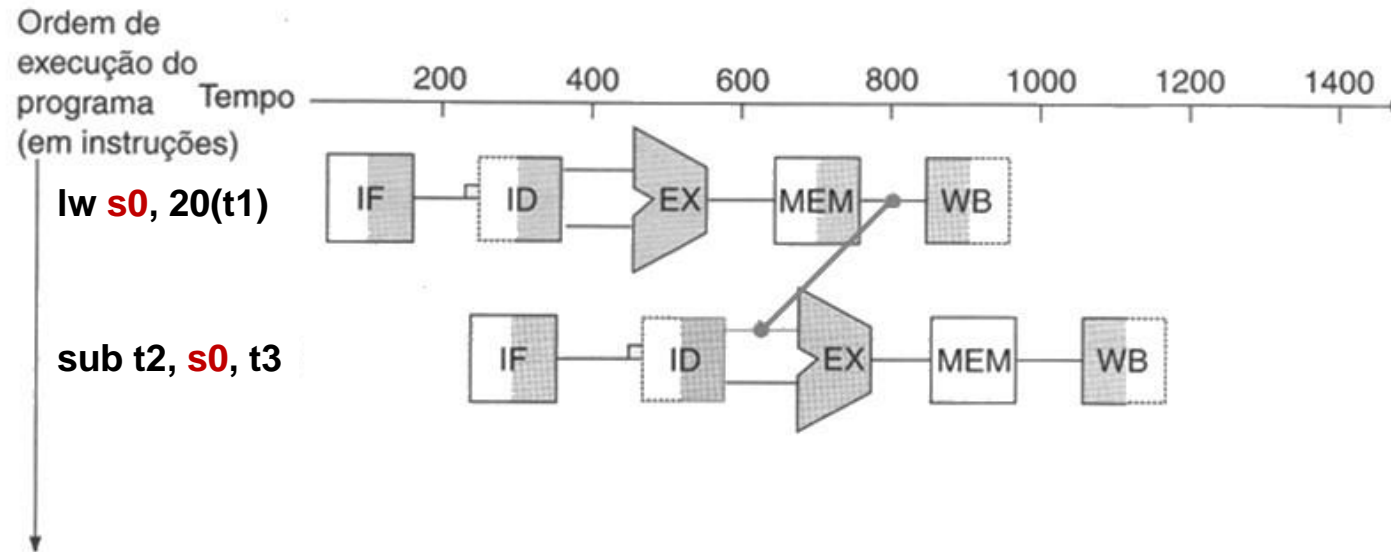 Ordem de
execução do
programa
(em instruções)
Tempo
200 400 600 800 1000 1200 1400
lw s0, 20(t1)
IF ID EX MEM WB
sub t2, s0, t3
IF ID EX MEM WB